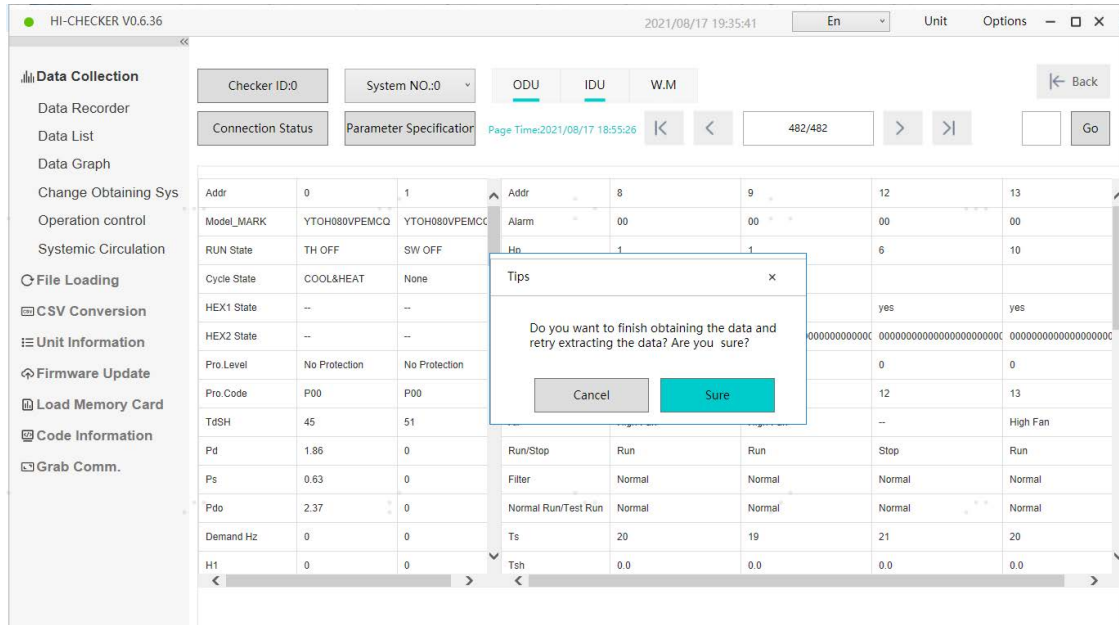 HI-CHECKER V0.6.36
2021/08/17 19:35:41
En
Unit
Options
Data Collection
Data Recorder
Data List
Data Graph
Change Obtaining Sys
Operation control
Systemic Circulation
File Loading
CSV Conversion
Unit Information
Firmware Update
Load Memory Card
Code Information
Grab Comm.
Checker ID:0
System NO.:0
ODU
IDU
W.M
Back
Connection Status
Parameter Specification
Page Time:2021/08/17 18:55:26
482/482
Go
Addr 0 1
Model_MARK YTOH080VPEMCQ
RUN State TH OFF SW OFF
Cycle State COOL&HEAT None
HEX1 State -- --
HEX2 State -- --
Pro.Level No Protection No Protection
Pro.Code P00 P00
TdSH 45 51
Pd 1.86 0
Ps 0.63 0
Pdo 2.37 0
Demand Hz 0 0
H1 0 0
Addr 8 9 12 13
Alarm 00 00 00 00
Hp 1 1 6 10
yes yes
0 0
12 13
-- High Fan
Run/Stop Run Run Stop Run
Filter Normal Normal Normal Normal
Normal Run/Test Run Normal Normal Normal Normal
Ts 20 19 21 20
Tsh 0.0 0.0 0.0 0.0
Tips
Do you want to finish obtaining the data and
retry extracting the data? Are you sure?
Cancel
Sure